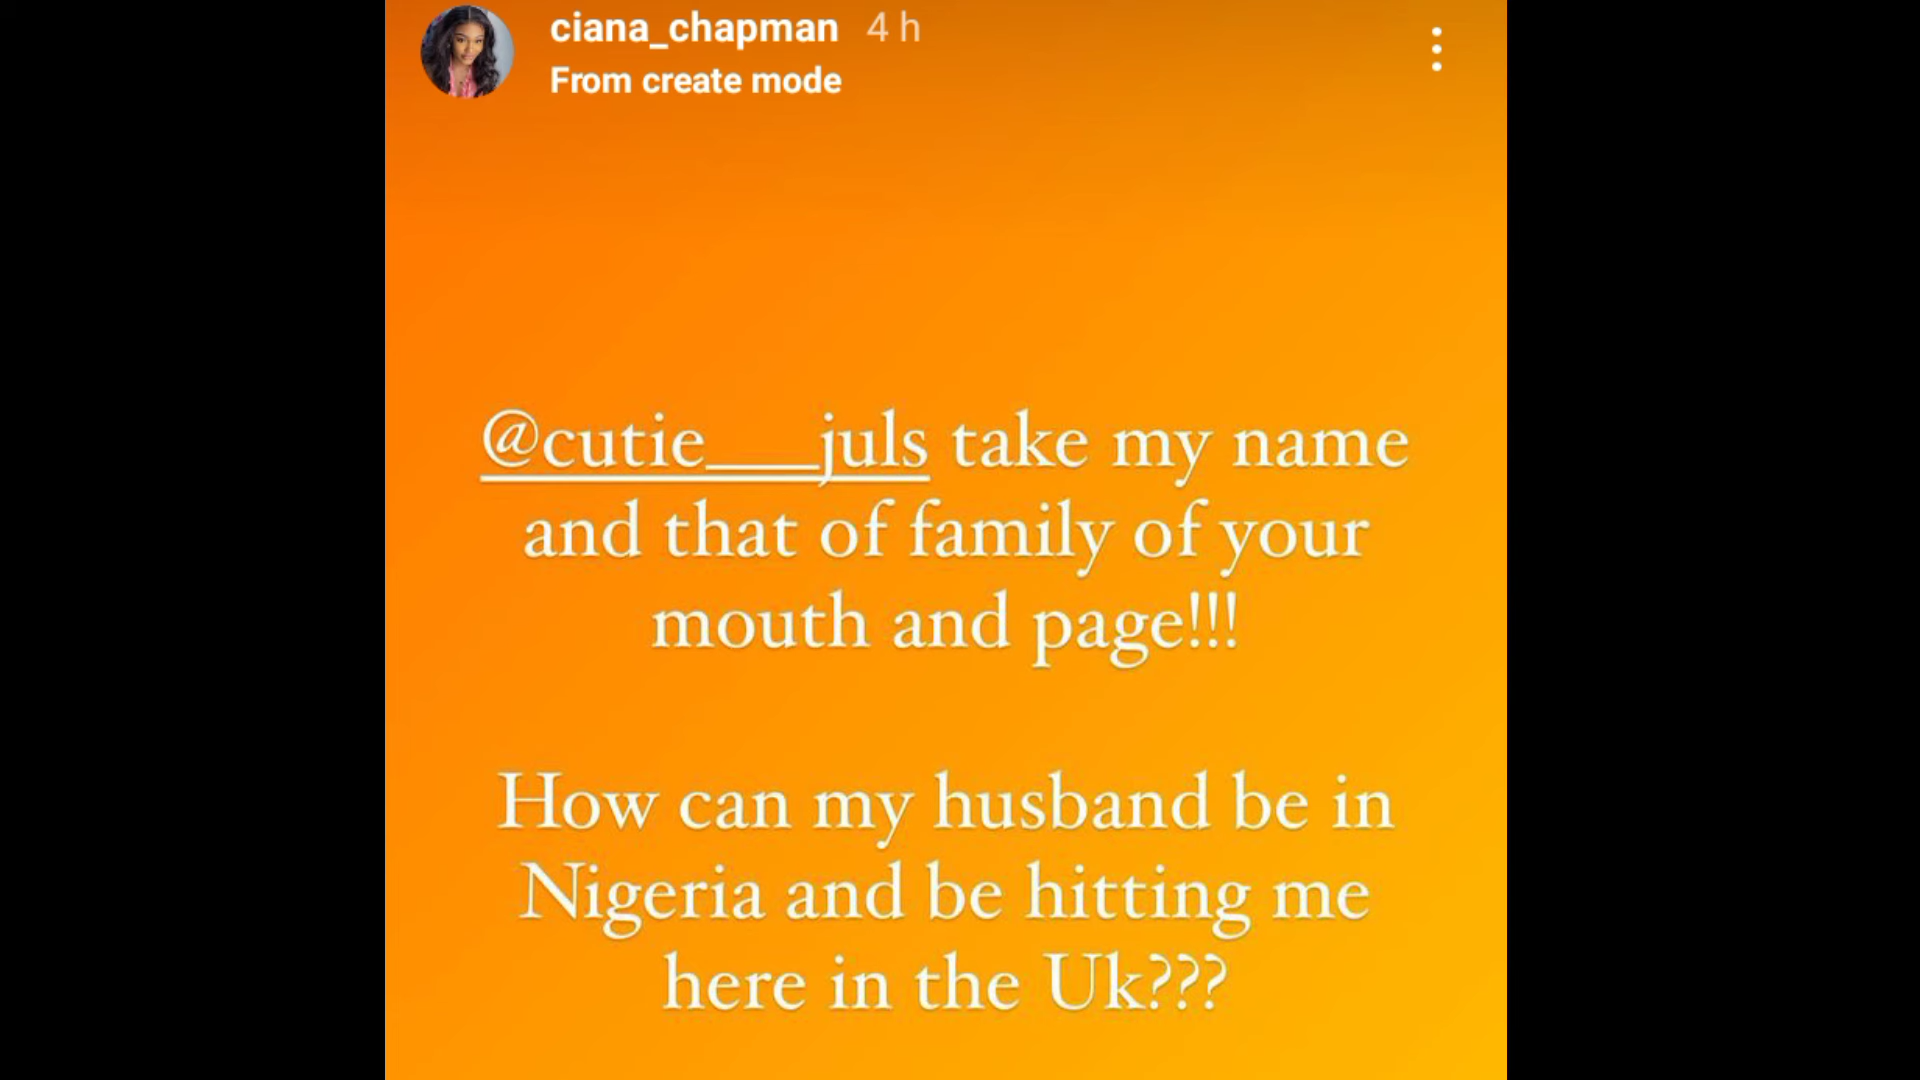 ciana_chapman 4 h
From create mode
@cutie___juls take my name
and that of family of your
mouth and page!!!
How can my husband be in
Nigeria and be hitting me
here in the Uk???